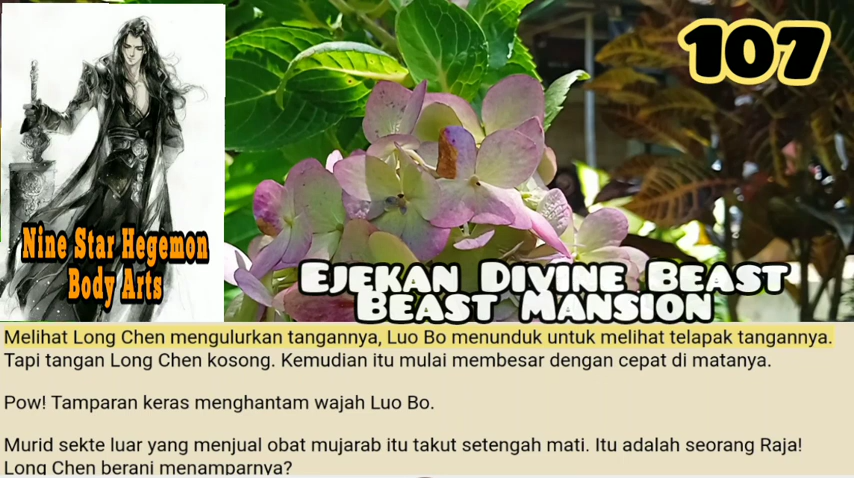 107
Nine Star Hegemon
Body Arts
Ejekan Divine Beast
Beast Mansion
Melihat Long Chen mengulurkan tangannya, Luo Bo menunduk untuk melihat telapak tangannya.
Tapi tangan Long Chen kosong. Kemudian itu mulai membesar dengan cepat di matanya.
Pow! Tamparan keras menghantam wajah Luo Bo.
Murid sekte luar yang menjual obat mujarab itu takut setengah mati. Itu adalah seorang Raja!
Long Chen berani menamparnya?